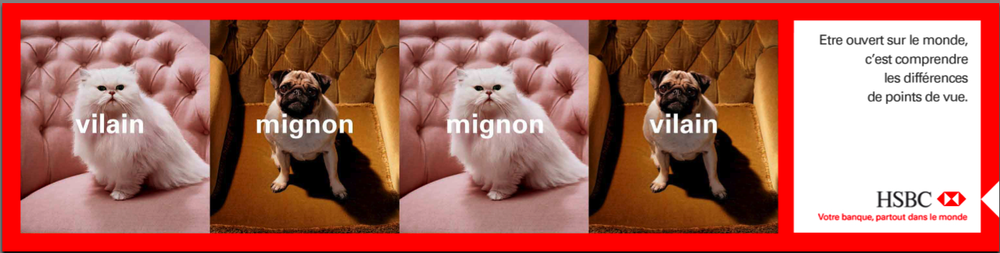 vilain
mignon
mignon
vilain
Etre ouvert sur le monde,
c'est comprendre
les différences
de points de vue.
HSBC
Votre banque, partout dans le monde